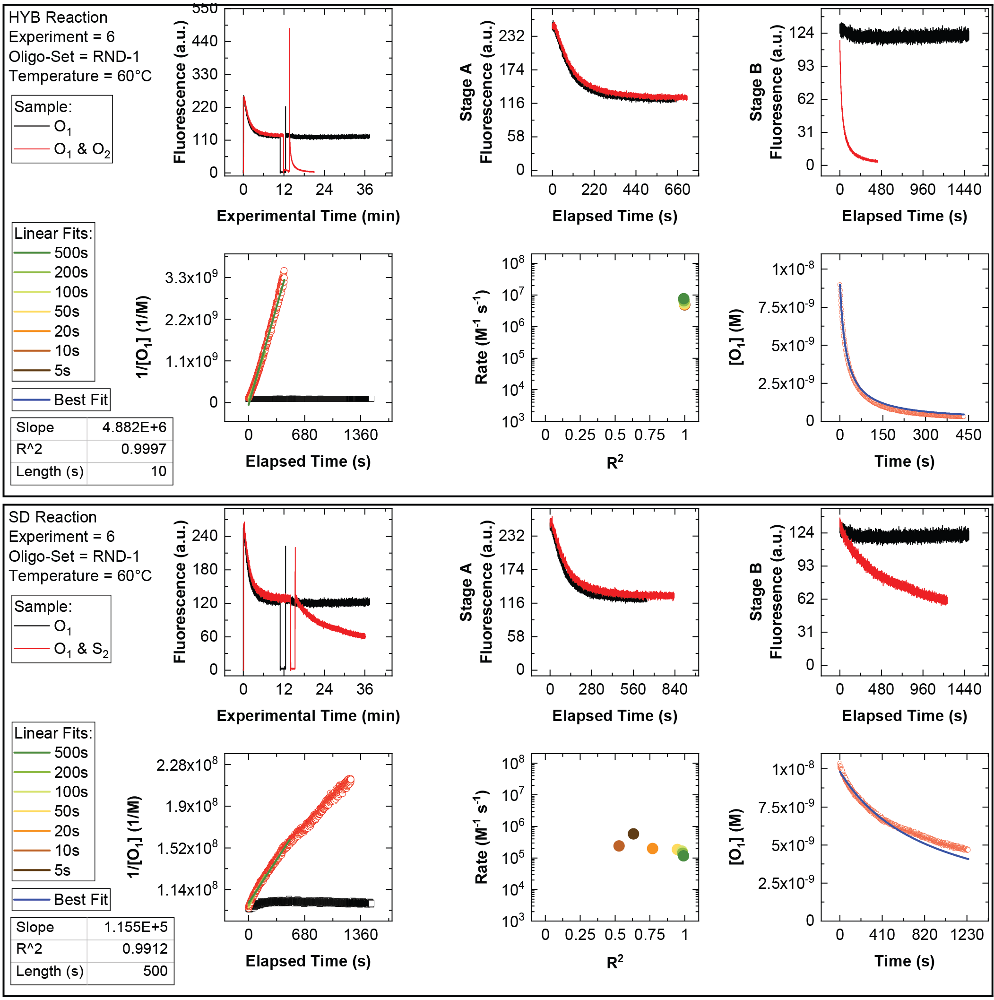 HYB Reaction
Experiment = 6
Oligo-Set = RND-1
Temperature = 60°C
Sample:
O1
O1 & O2
Fluorescence (a.u.)
550
440
330
220
110
0
0 12 24 36
Experimental Time (min)
Stage A
Fluorescence (a.u.)
232
174
116
58
0
0 220 440 660
Elapsed Time (s)
Stage B
Fluoresence (a.u.)
124
93
62
31
0
0 480 960 1440
Elapsed Time (s)
Linear Fits:
500s
200s
100s
50s
20s
10s
5s
Best Fit
Slope 4.882E+6
R^2 0.9997
Length (s) 10
1/[O1] (1/M)
3.3x10^9
2.2x10^9
1.1x10^9
0
0 680 1360
Elapsed Time (s)
Rate (M^-1 s^-1)
10^8
10^7
10^6
10^5
10^4
10^3
0 0.25 0.5 0.75 1
R^2
[O1] (M)
1x10^-8
7.5x10^-9
5x10^-9
2.5x10^-9
0
0 150 300 450
Time (s)
SD Reaction
Experiment = 6
Oligo-Set = RND-1
Temperature = 60°C
Sample:
O1
O1 & S2
Fluorescence (a.u.)
240
180
120
60
0
0 12 24 36
Experimental Time (min)
Stage A
Fluorescence (a.u.)
232
174
116
58
0
0 280 560 840
Elapsed Time (s)
Stage B
Fluoresence (a.u.)
124
93
62
31
0
0 480 960 1440
Elapsed Time (s)
Linear Fits:
500s
200s
100s
50s
20s
10s
5s
Best Fit
Slope 1.155E+5
R^2 0.9912
Length (s) 500
1/[O1] (1/M)
2.28x10^8
1.9x10^8
1.52x10^8
1.14x10^8
0 680 1360
Elapsed Time (s)
Rate (M^-1 s^-1)
10^8
10^7
10^6
10^5
10^4
10^3
0 0.25 0.5 0.75 1
R^2
[O1] (M)
1x10^-8
7.5x10^-9
5x10^-9
2.5x10^-9
0
0 410 820 1230
Time (s)